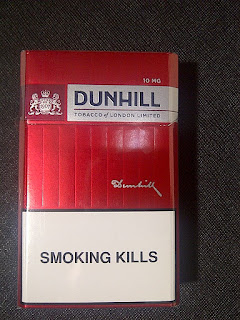 10 MG
DUNHILL
TOBACCO of LONDON LIMITED
Dunhill
SMOKING KILLS